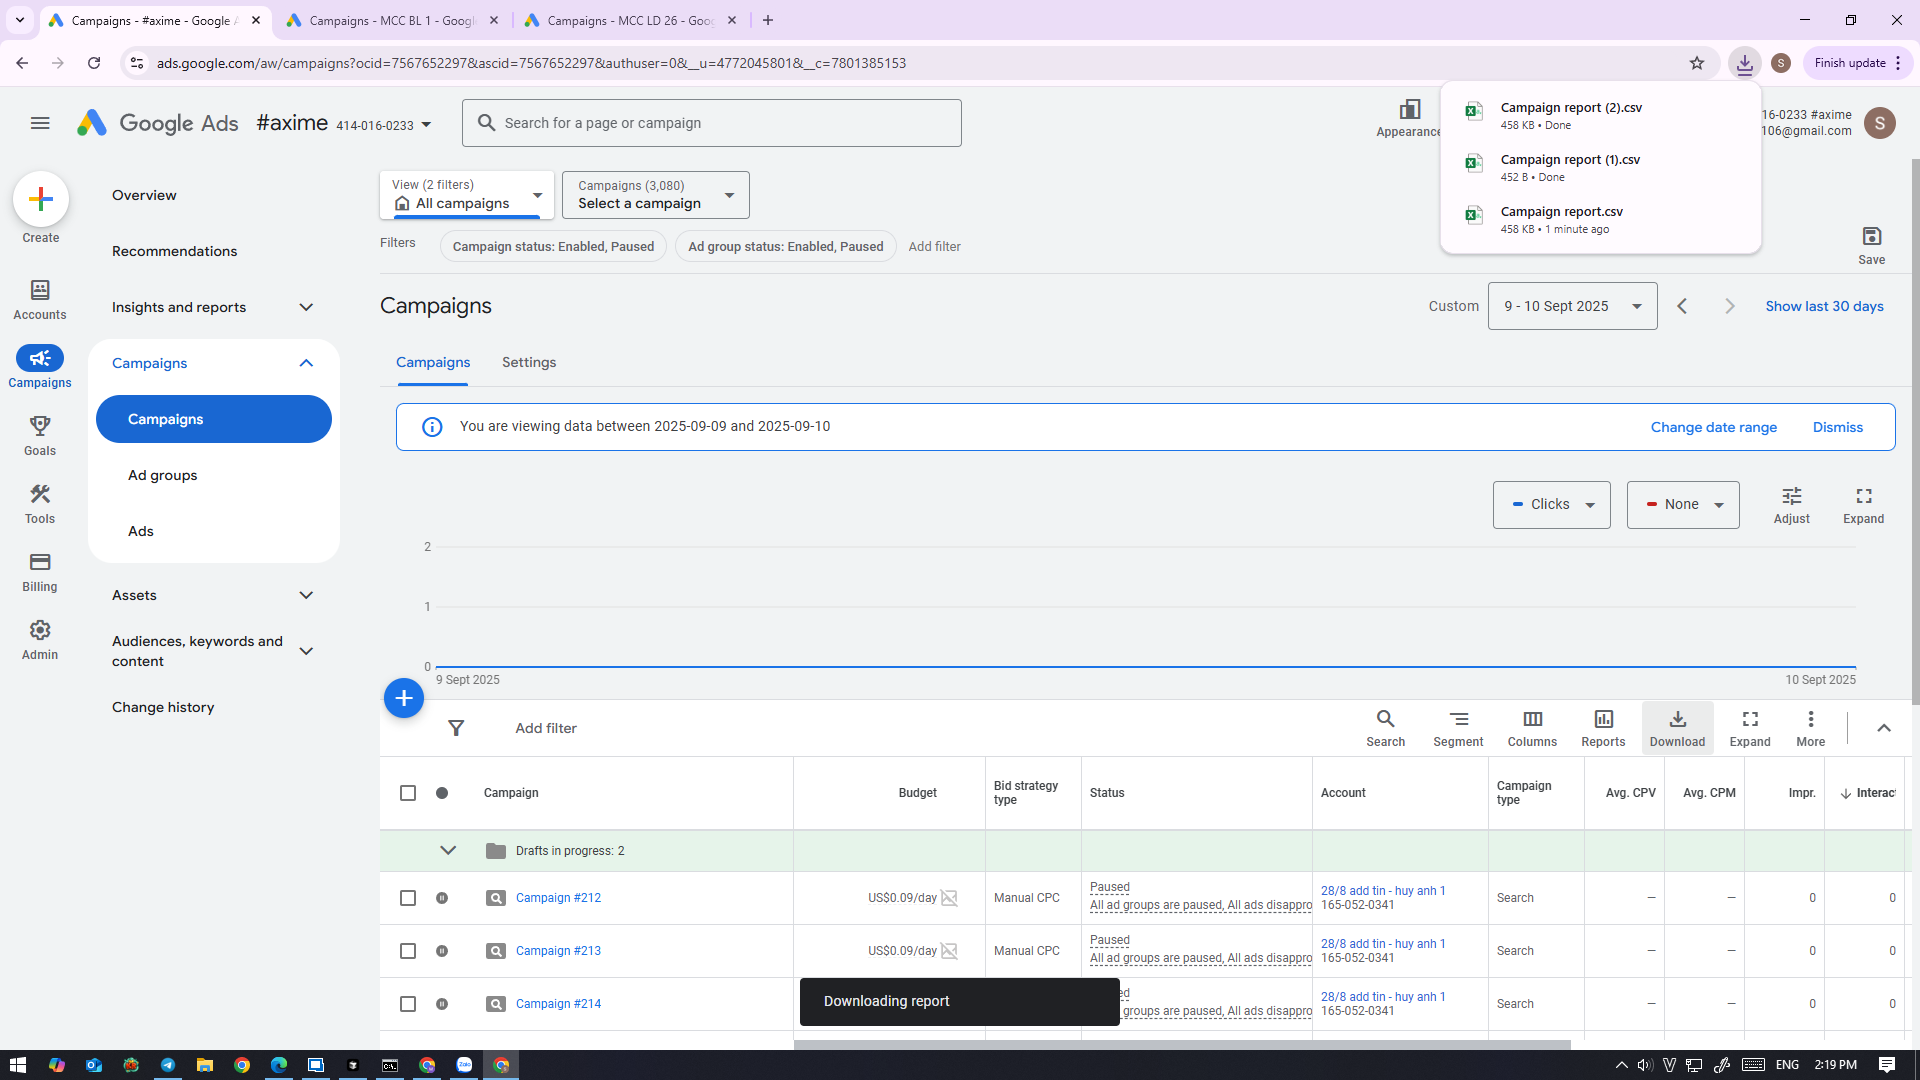 Campaigns - #axime - Google A
Campaigns - MCC BL 1 - Google
Campaigns - MCC LD 26 - Goog
ads.google.com/aw/campaigns?ocid=7567652297&ascid=7567652297&authuser=0&__u=4772045801&__c=7801385153
S
Finish update
Google Ads
#axime 414-016-0233
Search for a page or campaign
Appearance
16-0233 #axime
106@gmail.com
S
Campaign report (2).csv
458 KB • Done
Campaign report (1).csv
452 B • Done
Campaign report.csv
458 KB • 1 minute ago
Create
Accounts
Campaigns
Goals
Tools
Billing
Admin
Overview
Recommendations
Insights and reports
Campaigns
Campaigns
Ad groups
Ads
Assets
Audiences, keywords and
content
Change history
View (2 filters)
All campaigns
Campaigns (3,080)
Select a campaign
Filters
Campaign status: Enabled, Paused
Ad group status: Enabled, Paused
Add filter
Save
Campaigns
Custom
9 - 10 Sept 2025
Show last 30 days
Campaigns
Settings
You are viewing data between 2025-09-09 and 2025-09-10
Change date range
Dismiss
Clicks
None
Adjust
Expand
2
1
0
9 Sept 2025
10 Sept 2025
Add filter
Search
Segment
Columns
Reports
Download
Expand
More
Campaign
Budget
Bid strategy
type
Status
Account
Campaign
type
Avg. CPV
Avg. CPM
Impr.
Interac
Drafts in progress: 2
Campaign #212
US$0.09/day
Manual CPC
Paused
All ad groups are paused, All ads disappro
28/8 add tin - huy anh 1
165-052-0341
Search
—
—
0
0
Campaign #213
US$0.09/day
Manual CPC
Paused
All ad groups are paused, All ads disappro
28/8 add tin - huy anh 1
165-052-0341
Search
—
—
0
0
Campaign #214
ed
groups are paused, All ads disappro
28/8 add tin - huy anh 1
165-052-0341
Search
—
—
0
0
Downloading report
Zalo
ENG
2:19 PM